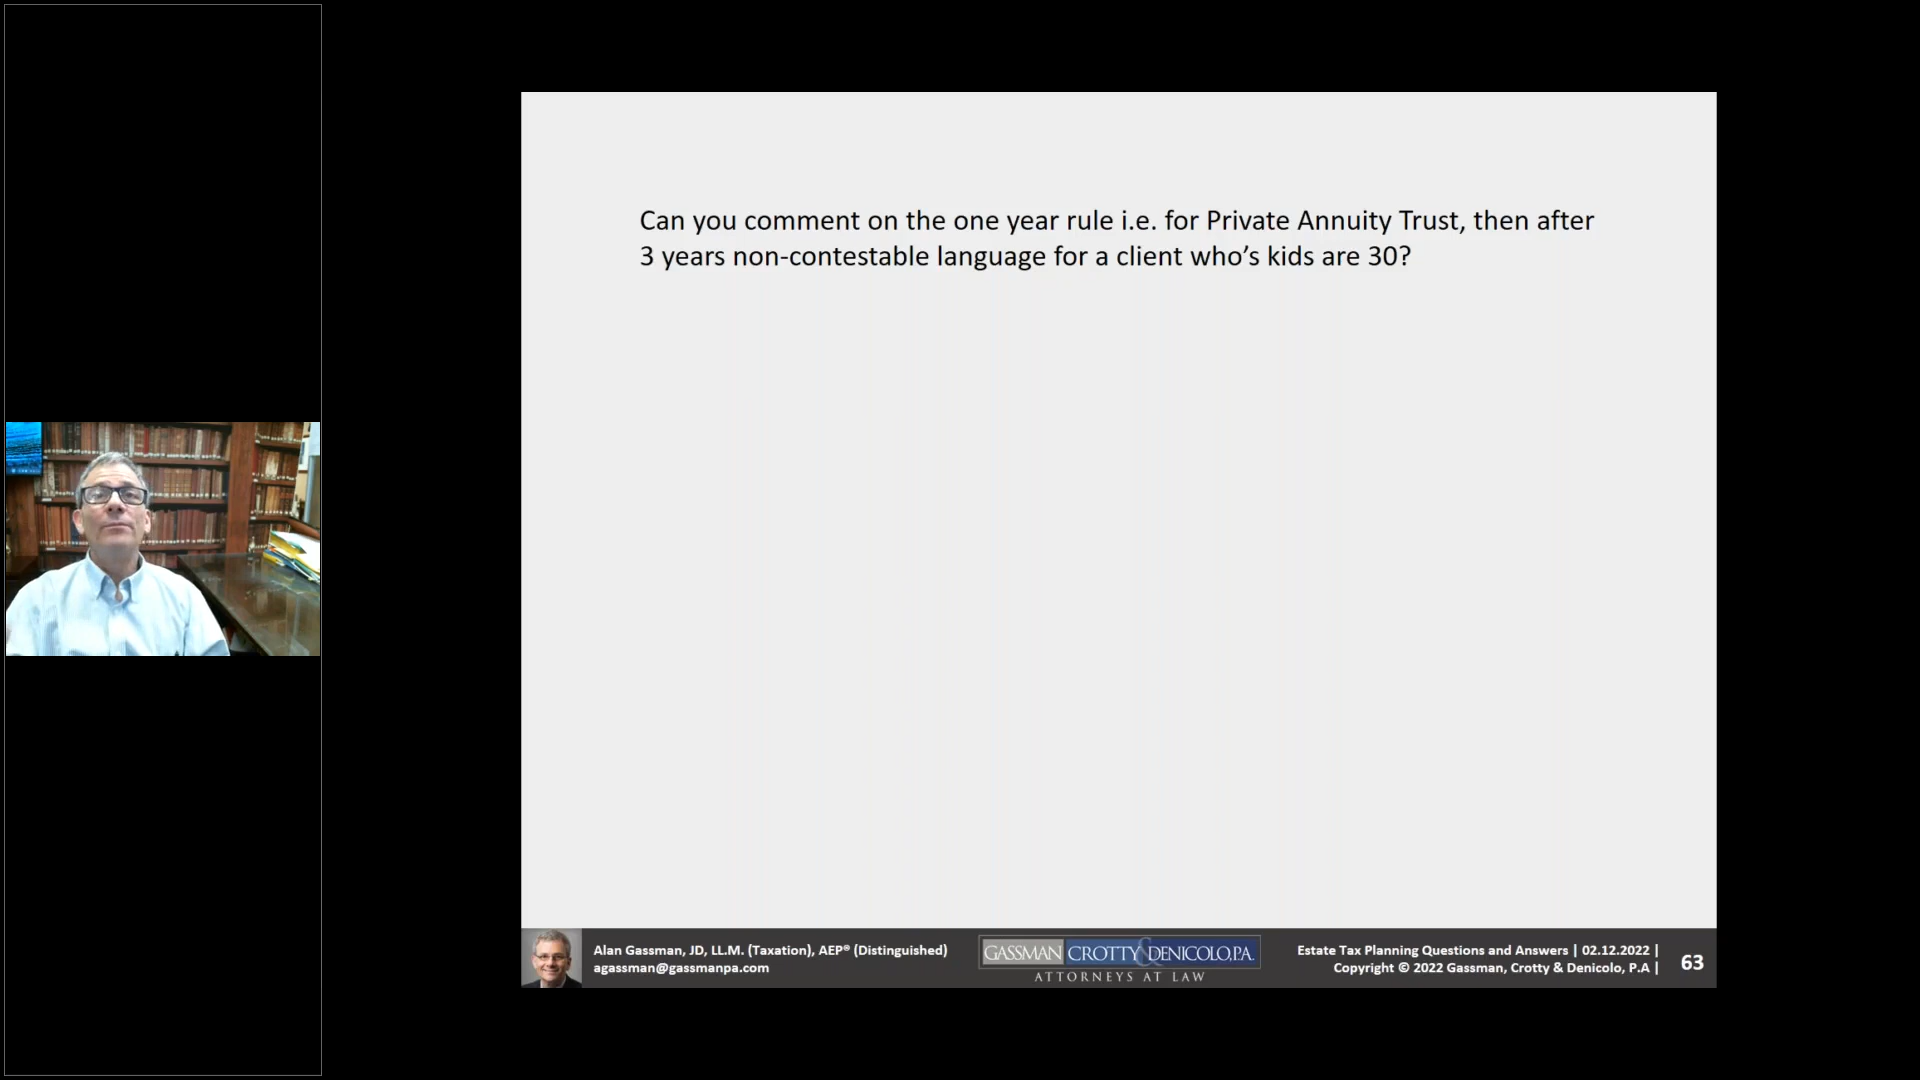 Can you comment on the one year rule i.e. for Private Annuity Trust, then after
3 years non-contestable language for a client who’s kids are 30?
Alan Gassman, JD, LL.M. (Taxation), AEP® (Distinguished)
agassman@gassmanpa.com
GASSMAN CROTTY & DENICOLO, P.A.
ATTORNEYS AT LAW
Estate Tax Planning Questions and Answers | 02.12.2022 |
Copyright © 2022 Gassman, Crotty & Denicolo, P.A |
63